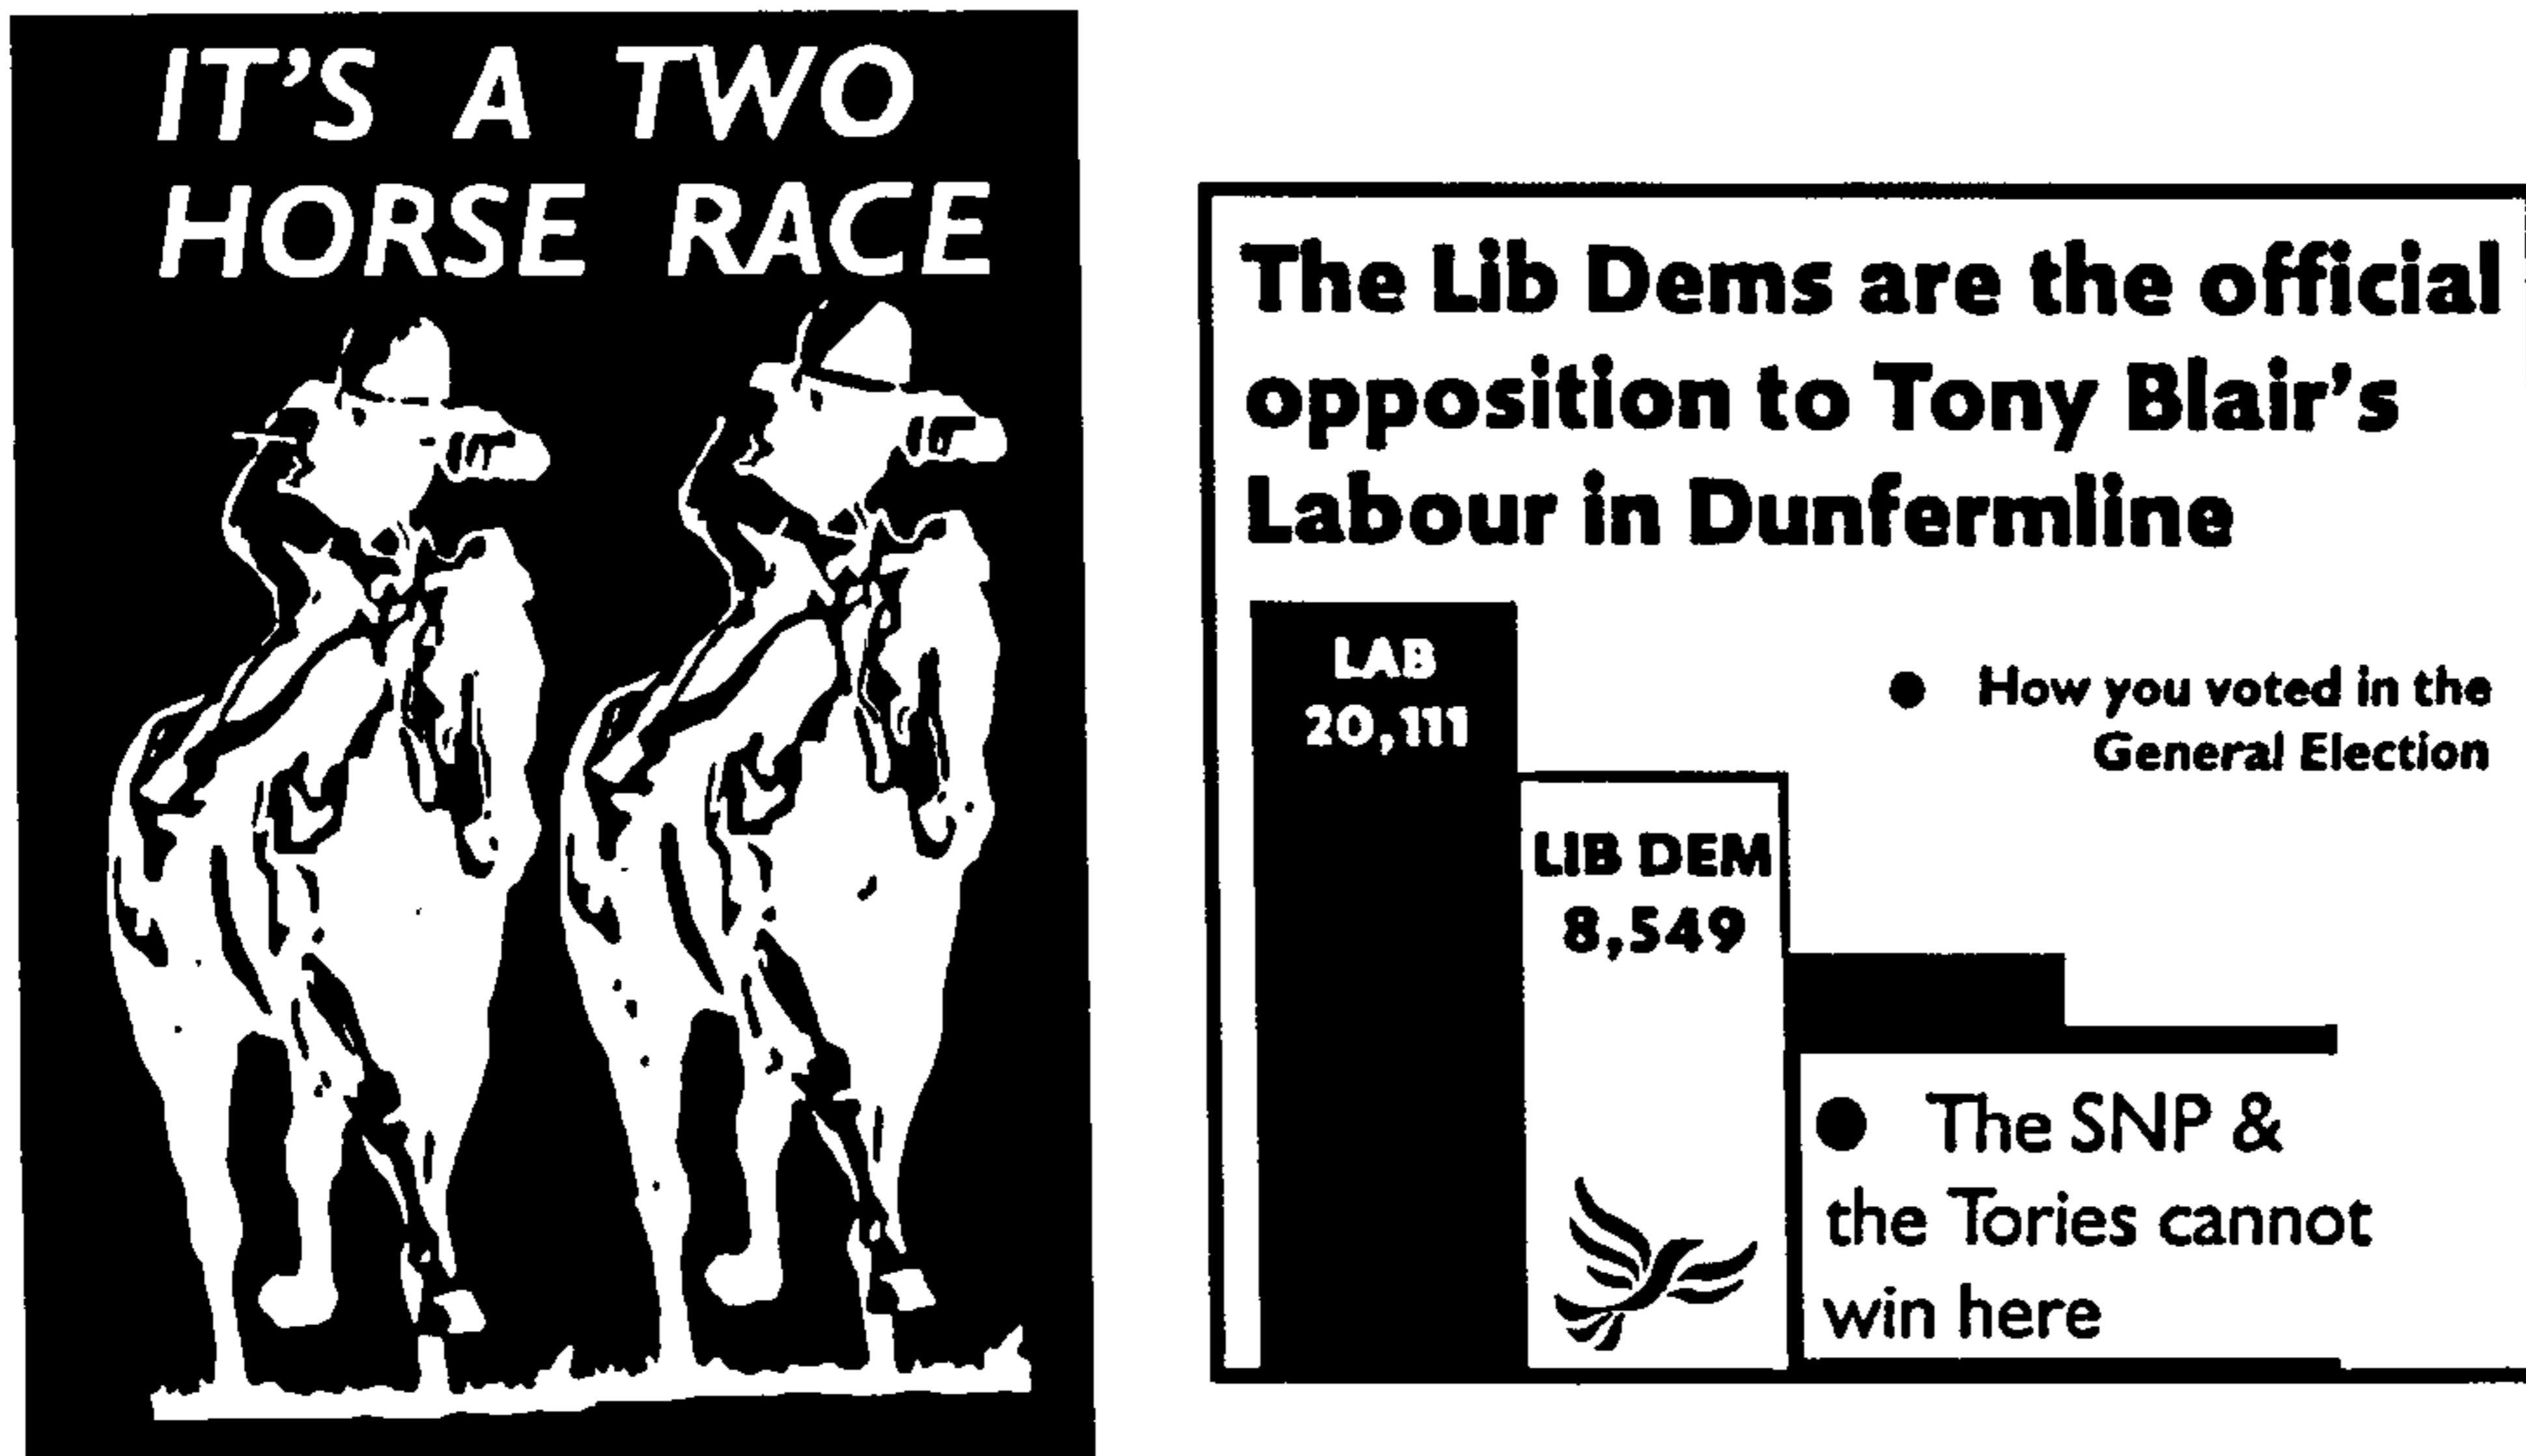 IT'S A TWO
HORSE RACE
The Lib Dems are the official
opposition to Tony Blair's
Labour in Dunfermline
LAB
20,111
● How you voted in the
General Election
LIB DEM
8,549
● The SNP &
the Tories cannot
win here